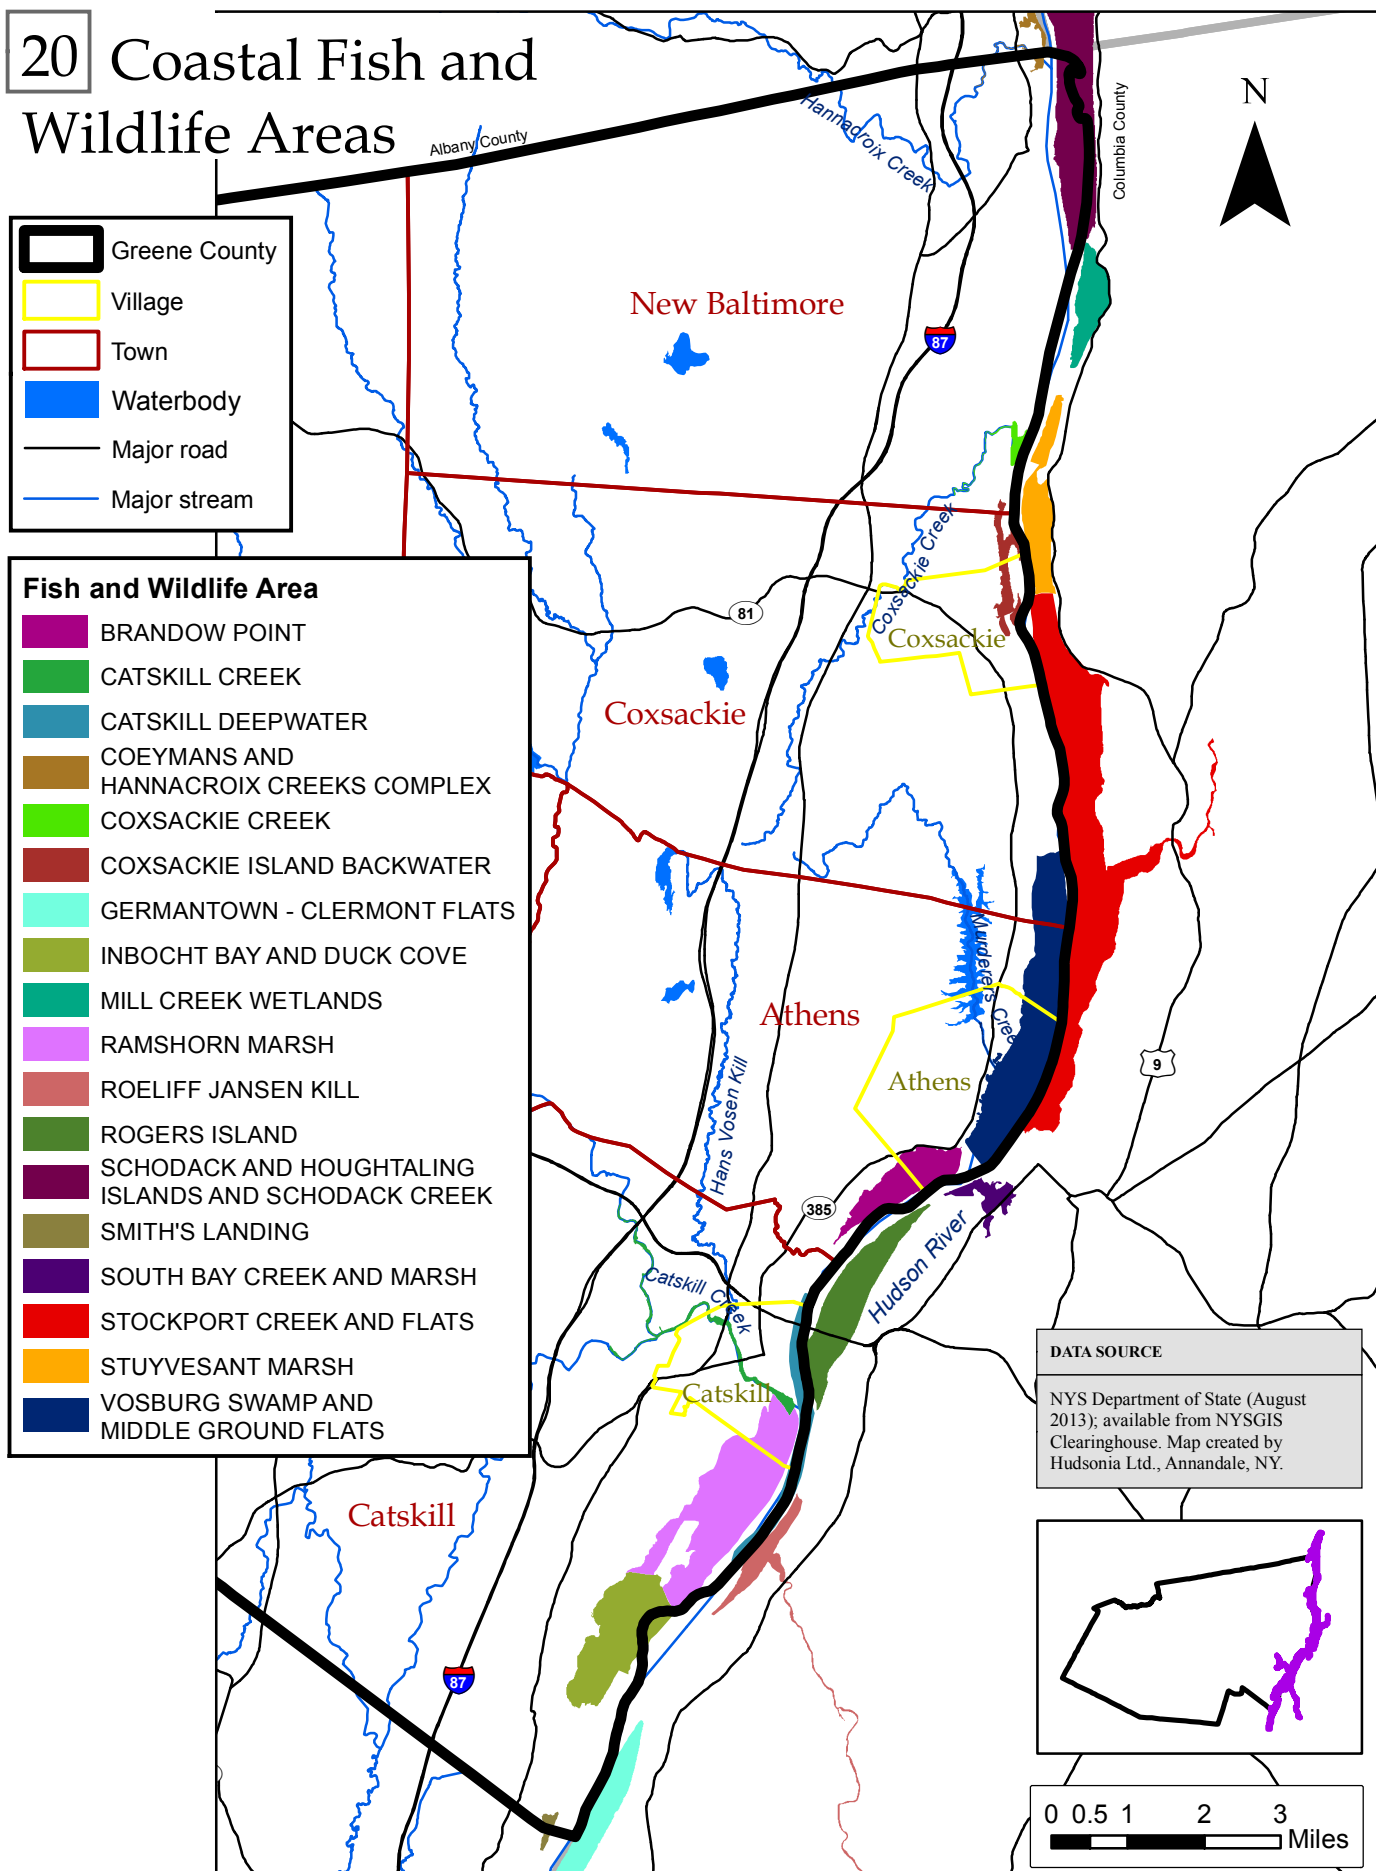 20 Coastal Fish and
Wildlife Areas
Albany County
Hannacroix Creek
Columbia County
N
Greene County
Village
Town
Waterbody
Major road
Major stream
New Baltimore
87
Coxsackie Creek
81
Coxsackie
Coxsackie
Fish and Wildlife Area
BRANDOW POINT
CATSKILL CREEK
CATSKILL DEEPWATER
COEYMANS AND
HANNACROIX CREEKS COMPLEX
COXSACKIE CREEK
COXSACKIE ISLAND BACKWATER
GERMANTOWN - CLERMONT FLATS
INBOCHT BAY AND DUCK COVE
MILL CREEK WETLANDS
RAMSHORN MARSH
ROELIFF JANSEN KILL
ROGERS ISLAND
SCHODACK AND HOUGHTALING
ISLANDS AND SCHODACK CREEK
SMITH'S LANDING
SOUTH BAY CREEK AND MARSH
STOCKPORT CREEK AND FLATS
STUYVESANT MARSH
VOSBURG SWAMP AND
MIDDLE GROUND FLATS
Murderers Cree
Athens
Athens
9
Hans Vosen Kill
385
Hudson River
Catskill Creek
Catskill
Catskill
87
DATA SOURCE
NYS Department of State (August
2013); available from NYSGIS
Clearinghouse. Map created by
Hudsonia Ltd., Annandale, NY.
0 0.5 1 2 3
Miles